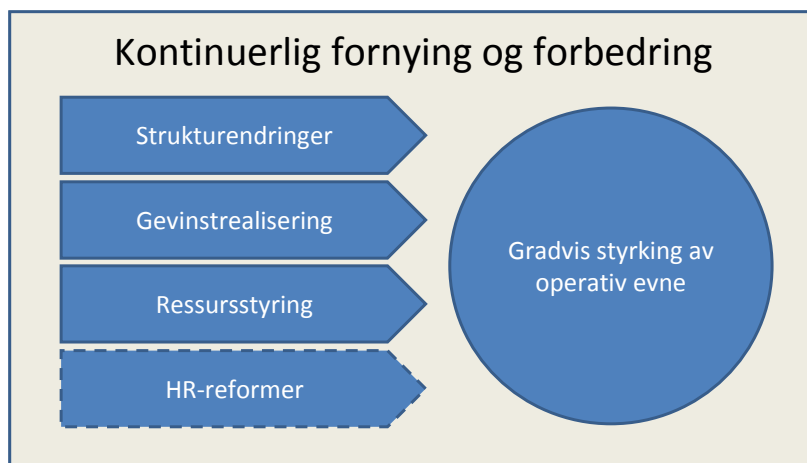 Kontinuerlig fornying og forbedring
Strukturendringer
Gevinstrealisering
Ressursstyring
HR-reformer
Gradvis styrking av
operativ evne